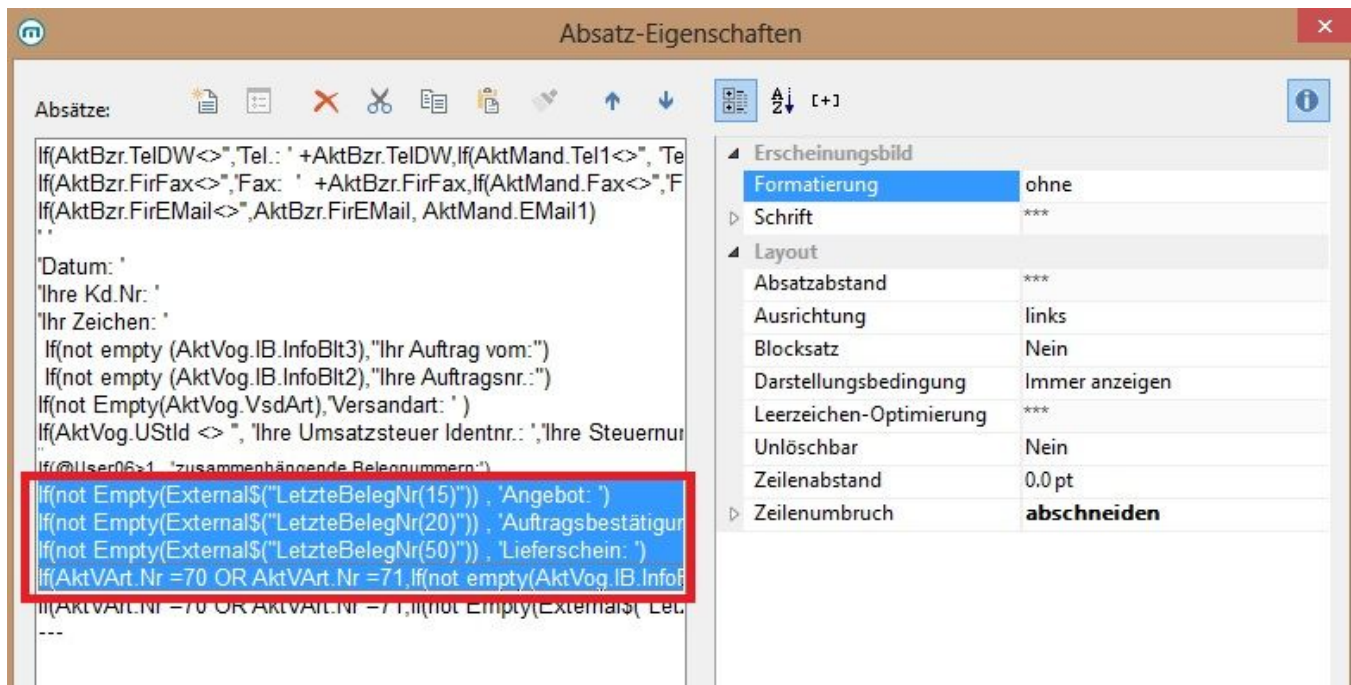 Absatz-Eigenschaften
Absätze:
If(AktBzr.TelDW<>'','Tel.: ' +AktBzr.TelDW,If(AktMand.Tel1<>'', 'Te
If(AktBzr.FirFax<>'','Fax:  ' +AktBzr.FirFax,If(AktMand.Fax<>'','F
If(AktBzr.FirEMail<>'',AktBzr.FirEMail, AktMand.EMail1)
' '
'Datum: '
'Ihre Kd.Nr: '
'Ihr Zeichen: '
If(not empty (AktVog.IB.InfoBlt3),"Ihr Auftrag vom:")
If(not empty (AktVog.IB.InfoBlt2),"Ihre Auftragsnr.:")
If(not Empty(AktVog.VsdArt),'Versandart: ' )
If(AktVog.UStId <> '', 'Ihre Umsatzsteuer Identnr.: ','Ihre Steuernur
''
If(@User06>1 , 'zusammenhängende Belegnummern:')
If(not Empty(External$("LetzteBelegNr(15)")) , 'Angebot: ')
If(not Empty(External$("LetzteBelegNr(20)")) , 'Auftragsbestätigur
If(not Empty(External$("LetzteBelegNr(50)")) , 'Lieferschein: ')
If(AktVArt.Nr =70 OR AktVArt.Nr =71,If(not empty(AktVog.IB.InfoB
If(AktVArt.Nr =70 OR AktVArt.Nr =71,If(not Empty(External$("Let
---
Erscheinungsbild
Formatierung ohne
Schrift ***
Layout
Absatzabstand ***
Ausrichtung links
Blocksatz Nein
Darstellungsbedingung Immer anzeigen
Leerzeichen-Optimierung ***
Unlöschbar Nein
Zeilenabstand 0.0 pt
Zeilenumbruch abschneiden